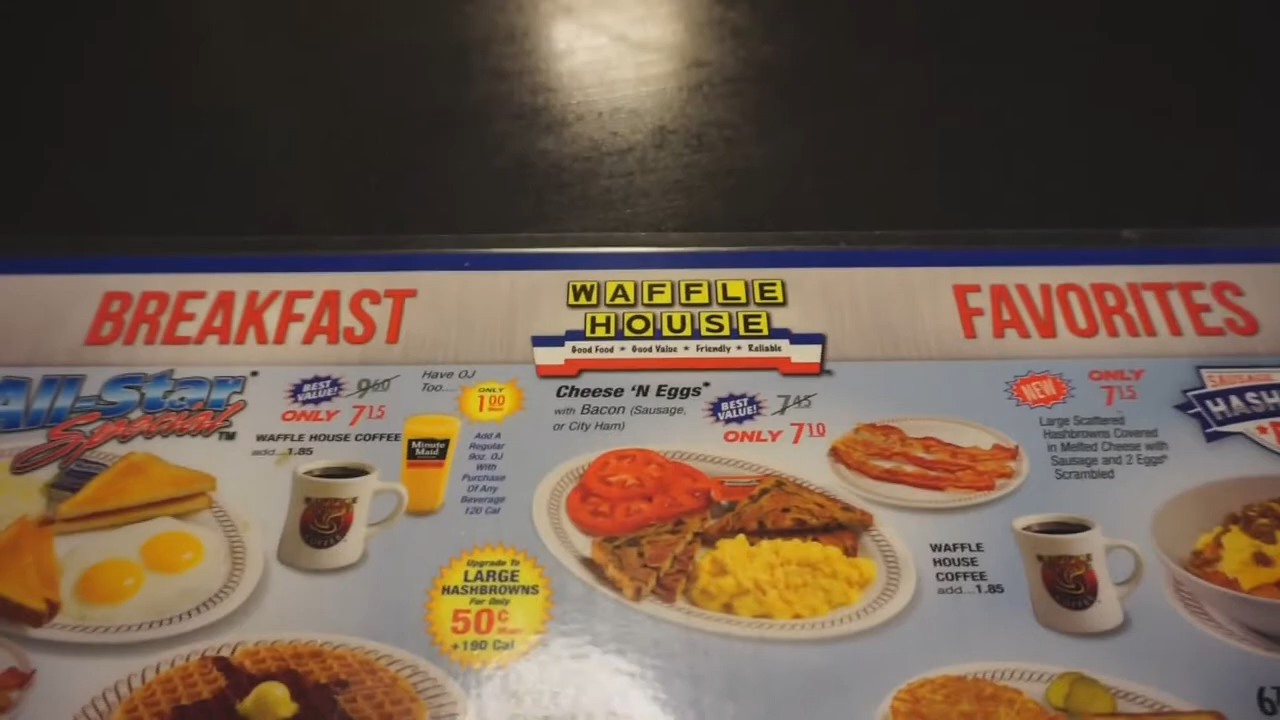 BREAKFAST
WAFFLE
HOUSE
Good Food * Good Value * Friendly * Reliable
FAVORITES
All-Star
Special™
BEST
VALUE!
9.60
ONLY 7.15
WAFFLE HOUSE COFFEE
add...1.85
Have OJ
Too....
ONLY
1.00
Minute
Maid
Add A
Regular
9oz. OJ
With
Purchase
Of Any
Beverage
120 Cal
Upgrade To
LARGE
HASHBROWNS
For Only
50¢ More
+190 Cal
Cheese 'N Eggs*
with Bacon (Sausage,
or City Ham)
BEST
VALUE!
7.45
ONLY 7.10
NEW
ONLY
7.15
Large Scattered
Hashbrowns Covered
in Melted Cheese with
Sausage and 2 Eggs*
Scrambled
WAFFLE
HOUSE
COFFEE
add...1.85
SAUSAGE
HASH